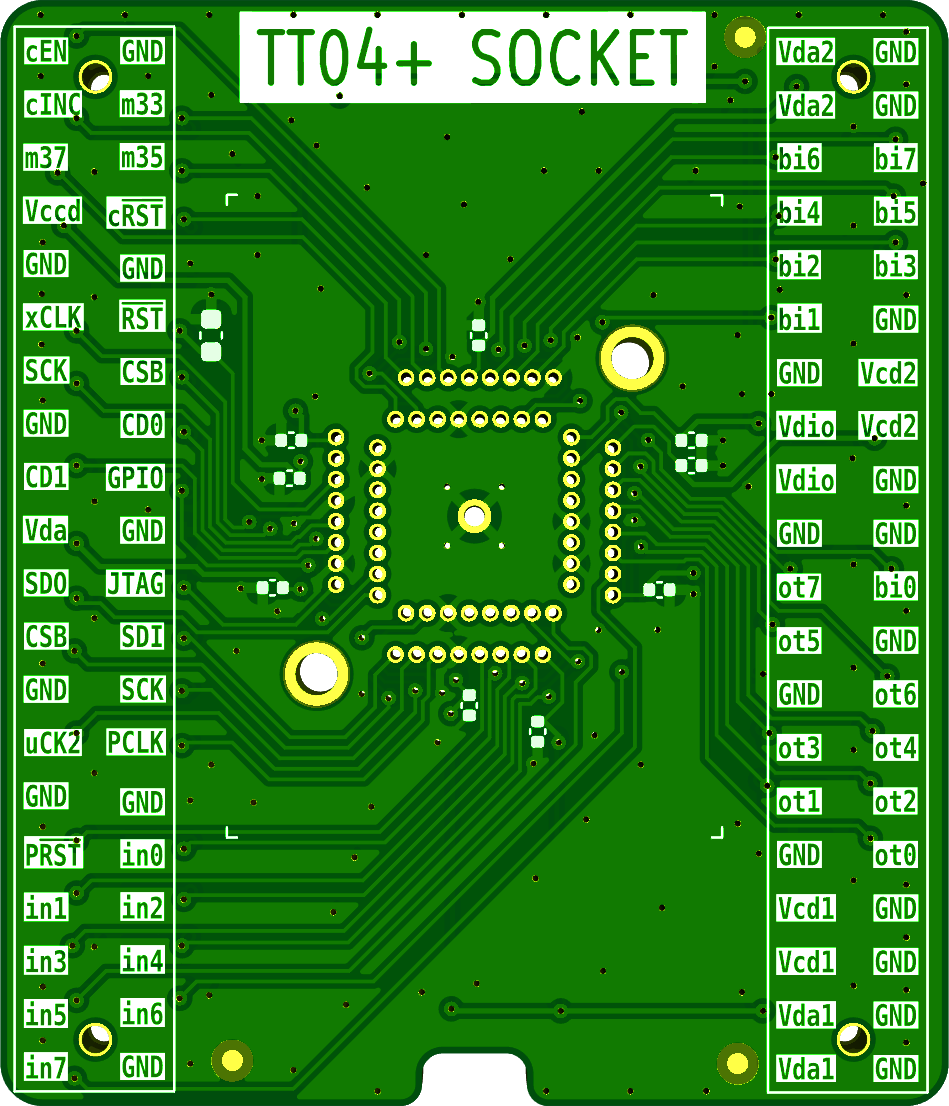 TT04+ SOCKET
cEN GND
cINC m33
m37 m35
Vccd cRST
GND GND
xCLK RST
SCK CSB
GND CD0
CD1 GPIO
Vda GND
SDO JTAG
CSB SDI
GND SCK
uCK2 PCLK
GND GND
PRST in0
in1 in2
in3 in4
in5 in6
in7 GND
Vda2 GND
Vda2 GND
bi6 bi7
bi4 bi5
bi2 bi3
bi1 GND
GND Vcd2
Vdio Vcd2
Vdio GND
GND GND
ot7 bi0
ot5 GND
GND ot6
ot3 ot4
ot1 ot2
GND ot0
Vcd1 GND
Vcd1 GND
Vda1 GND
Vda1 GND